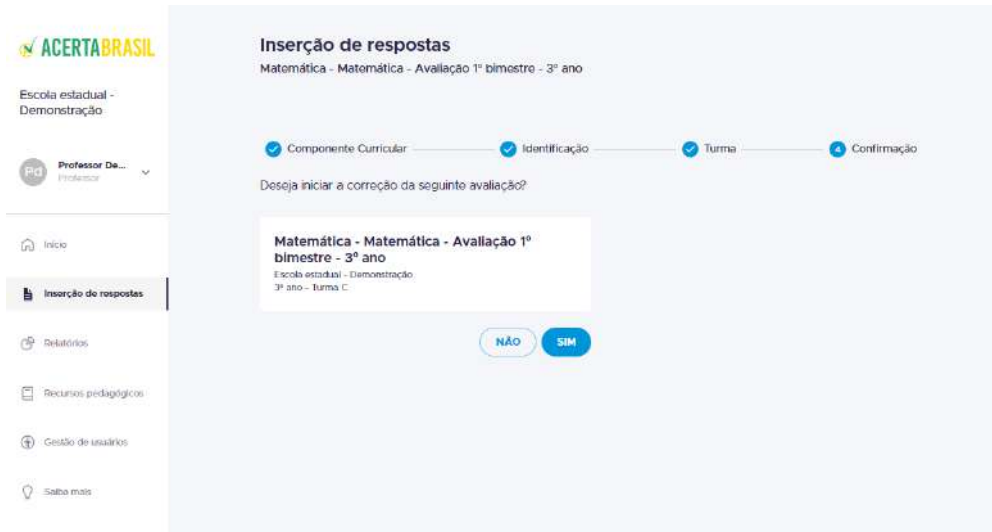 ACERTABRASIL
Escola estadual -
Demonstração
Pd
Professor De...
Professor
Início
Inserção de respostas
Relatórios
Recursos pedagógicos
Gestão de usuários
Saiba mais
Inserção de respostas
Matemática - Matemática - Avaliação 1º bimestre - 3º ano
Componente Curricular
Identificação
Turma
4 Confirmação
Deseja iniciar a correção da seguinte avaliação?
Matemática - Matemática - Avaliação 1º
bimestre - 3º ano
Escola estadual - Demonstração
3º ano - Turma C
NÃO
SIM